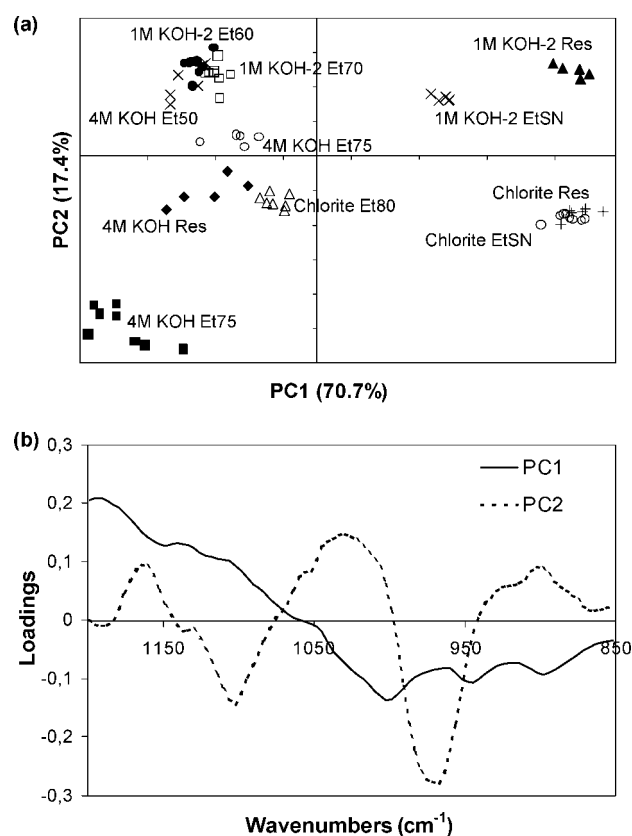 (a)
1M KOH-2 Et60
1M KOH-2 Res
1M KOH-2 Et70
4M KOH Et50
1M KOH-2 EtSN
4M KOH Et75
PC2 (17.4%)
Chlorite Res
4M KOH Res
Chlorite Et80
Chlorite EtSN
4M KOH Et75
PC1 (70.7%)
(b)
0,3
PC1
0,2
PC2
0,1
Loadings
0
1150
1050
950
850
-0,1
-0,2
-0,3
Wavenumbers (cm⁻¹)